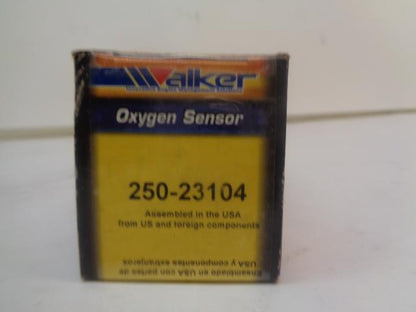 Walker
Oxygen Sensor
250-23104
Assembled in the USA
from US and foreign components
Ensamblado en USA con partes de
USA y componentes extranjeros